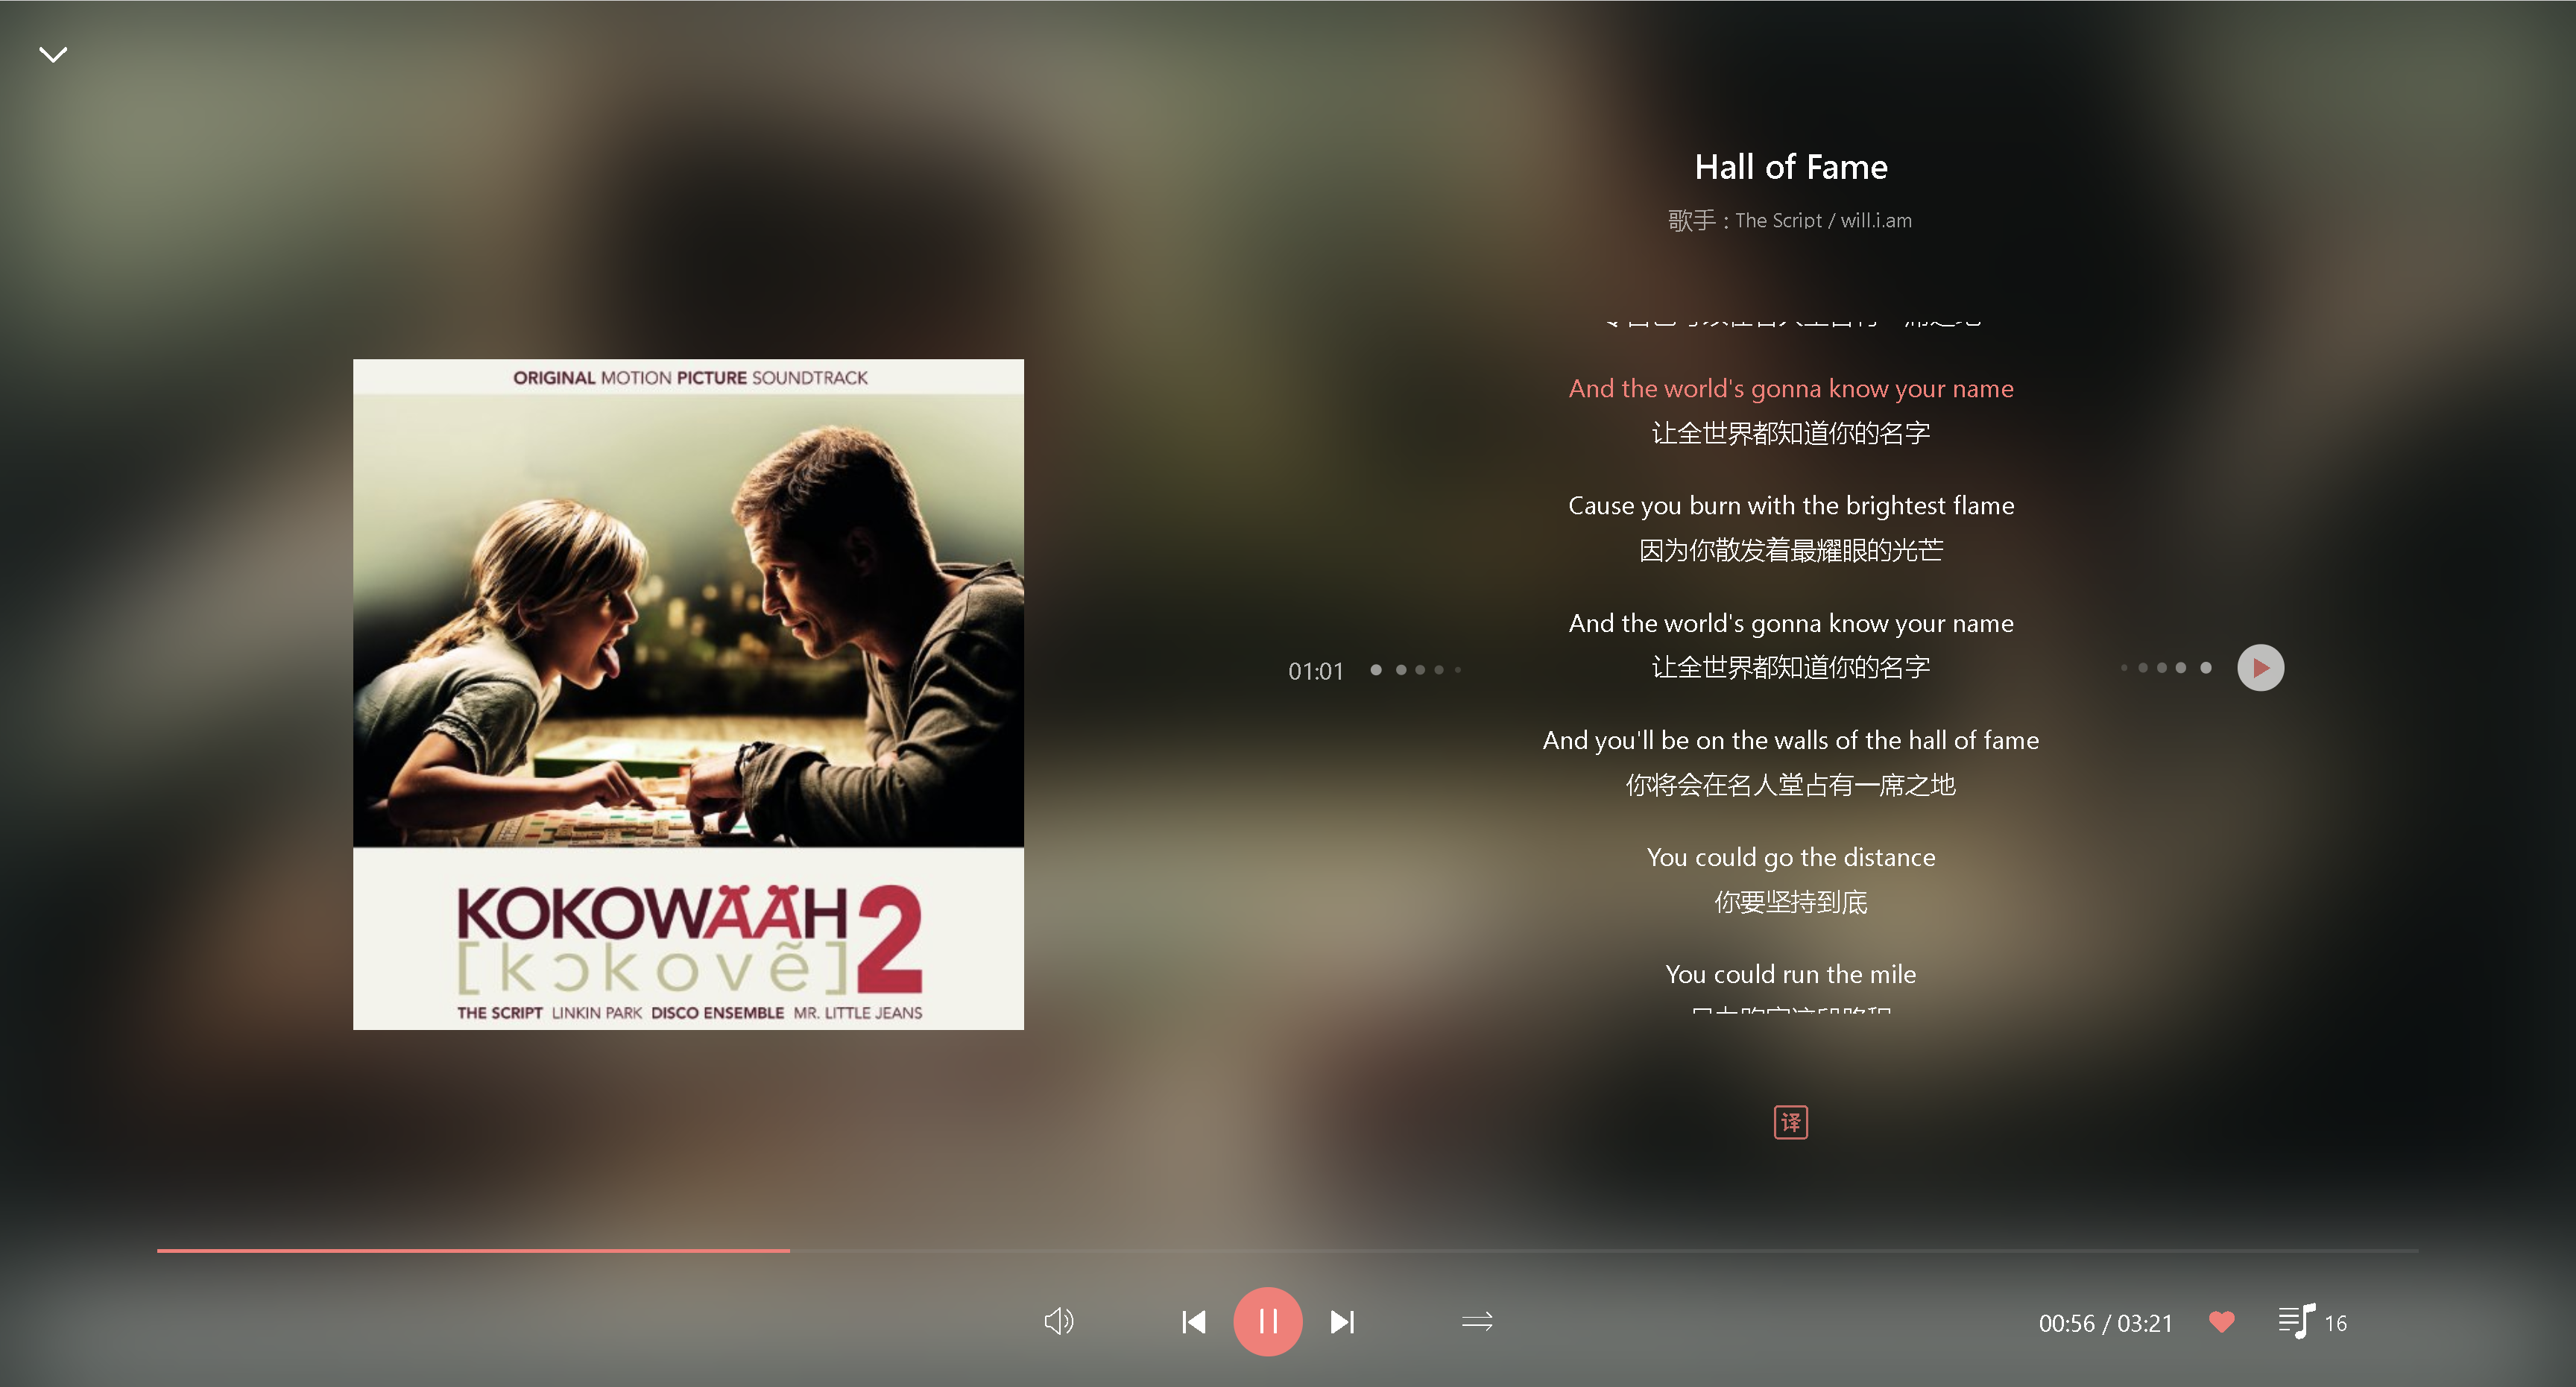 Hall of Fame
歌手 : The Script / will.i.am
ORIGINAL MOTION PICTURE SOUNDTRACK
KOKOWÄÄH 2
[kɔkovẽ]
THE SCRIPT LINKIN PARK DISCO ENSEMBLE MR. LITTLE JEANS
And the world's gonna know your name
让全世界都知道你的名字
Cause you burn with the brightest flame
因为你散发着最耀眼的光芒
And the world's gonna know your name
01:01
让全世界都知道你的名字
And you'll be on the walls of the hall of fame
你将会在名人堂占有一席之地
You could go the distance
你要坚持到底
You could run the mile
译
00:56 / 03:21
16